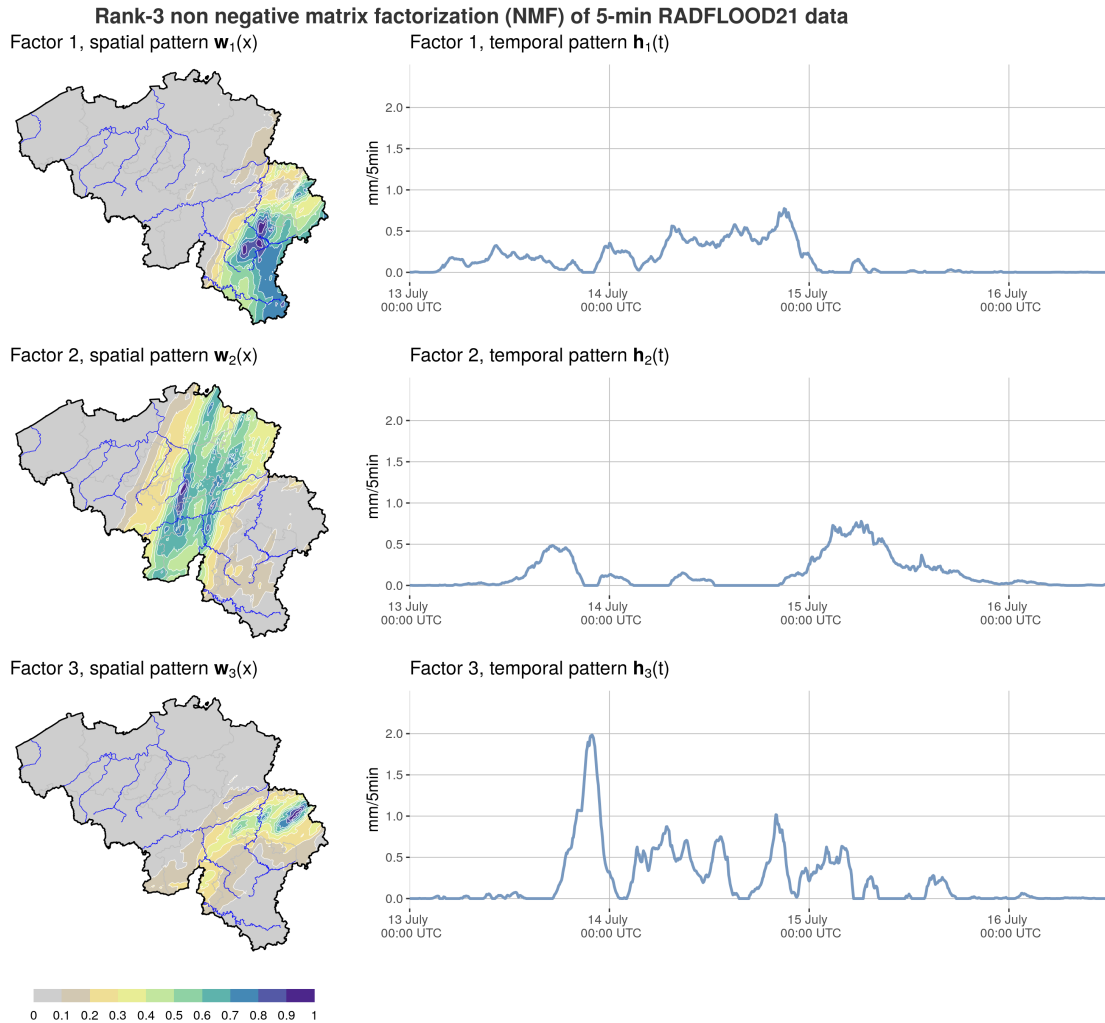 Rank-3 non negative matrix factorization (NMF) of 5-min RADFLOOD21 data
Factor 1, spatial pattern w₁(x)
Factor 1, temporal pattern h₁(t)
mm/5min
2.0
1.5
1.0
0.5
0.0
13 July
00:00 UTC
14 July
00:00 UTC
15 July
00:00 UTC
16 July
00:00 UTC
Factor 2, spatial pattern w₂(x)
Factor 2, temporal pattern h₂(t)
mm/5min
2.0
1.5
1.0
0.5
0.0
13 July
00:00 UTC
14 July
00:00 UTC
15 July
00:00 UTC
16 July
00:00 UTC
Factor 3, spatial pattern w₃(x)
Factor 3, temporal pattern h₃(t)
mm/5min
2.0
1.5
1.0
0.5
0.0
13 July
00:00 UTC
14 July
00:00 UTC
15 July
00:00 UTC
16 July
00:00 UTC
0 0.1 0.2 0.3 0.4 0.5 0.6 0.7 0.8 0.9 1